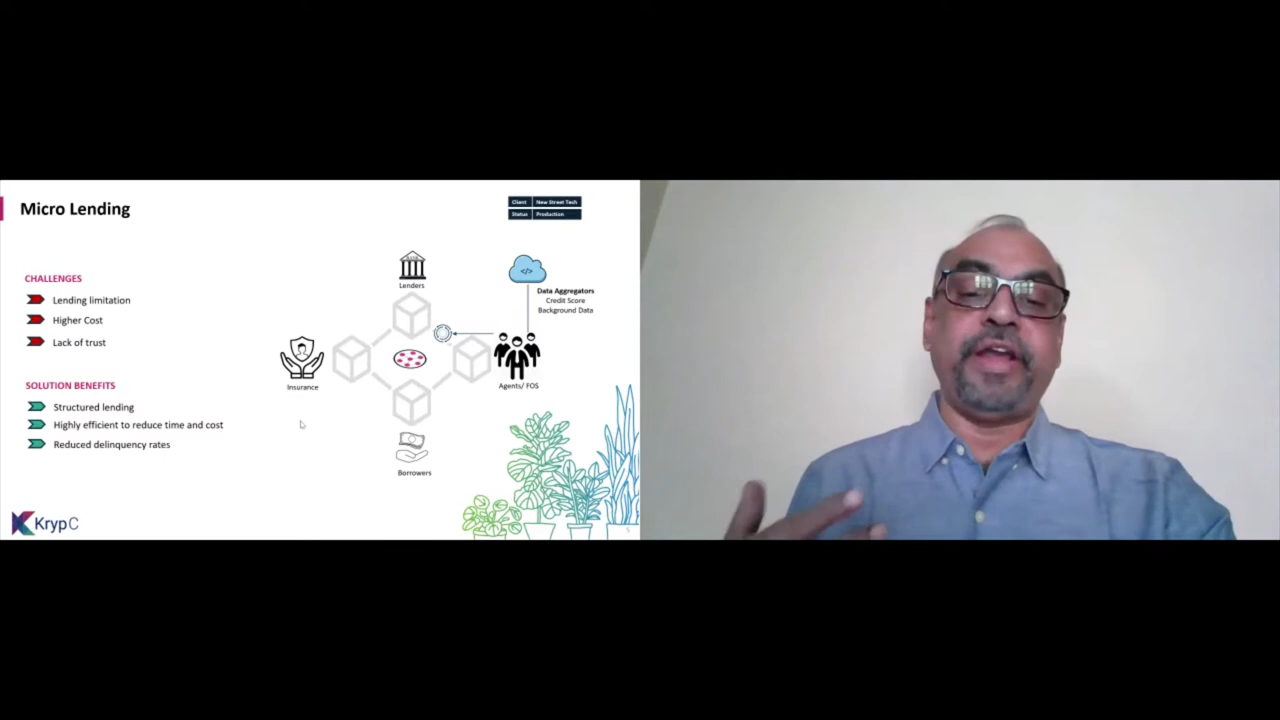 Micro Lending
Client New Street Tech
Status Production
CHALLENGES
Lending limitation
Higher Cost
Lack of trust
SOLUTION BENEFITS
Structured lending
Highly efficient to reduce time and cost
Reduced delinquency rates
BANK
Lenders
</>
Data Aggregators
Credit Score
Background Data
Insurance
Agents/ FOS
Borrowers
KrypC
5